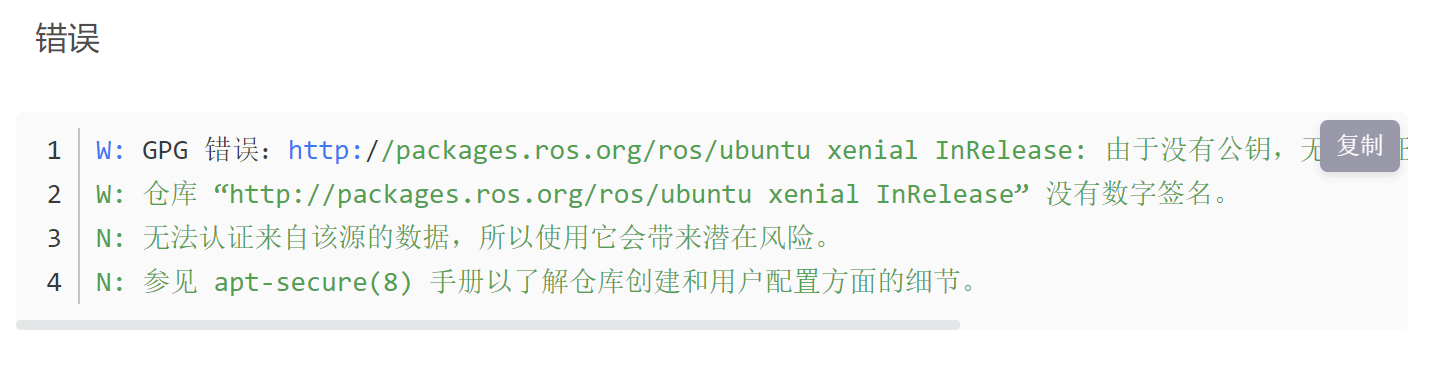 错误
复制
1 W: GPG 错误：http://packages.ros.org/ros/ubuntu xenial InRelease: 由于没有公钥，无
2 W: 仓库 “http://packages.ros.org/ros/ubuntu xenial InRelease” 没有数字签名。
3 N: 无法认证来自该源的数据，所以使用它会带来潜在风险。
4 N: 参见 apt-secure(8) 手册以了解仓库创建和用户配置方面的细节。